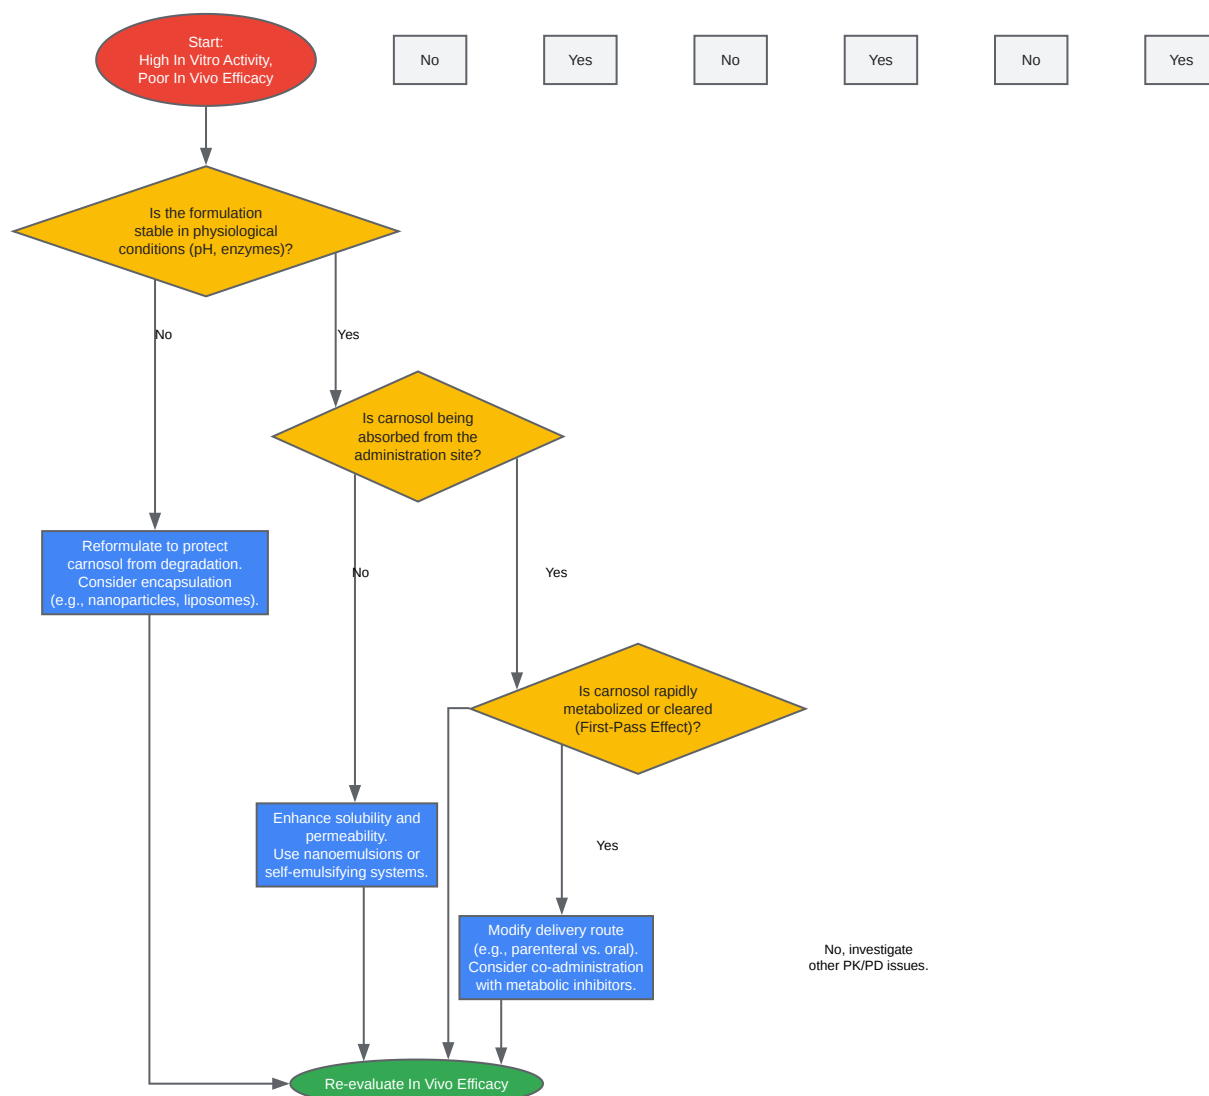 Start:
High In Vitro Activity,
Poor In Vivo Efficacy
No
Yes
No
Yes
No
Yes
Is the formulation
stable in physiological
conditions (pH, enzymes)?
No
Yes
Is carnosol being
absorbed from the
administration site?
Reformulate to protect
carnosol from degradation.
Consider encapsulation
(e.g., nanoparticles, liposomes).
No
Yes
Is carnosol rapidly
metabolized or cleared
(First-Pass Effect)?
Enhance solubility and
permeability.
Use nanoemulsions or
self-emulsifying systems.
Yes
Modify delivery route
(e.g., parenteral vs. oral).
Consider co-administration
with metabolic inhibitors.
No, investigate
other PK/PD issues.
Re-evaluate In Vivo Efficacy